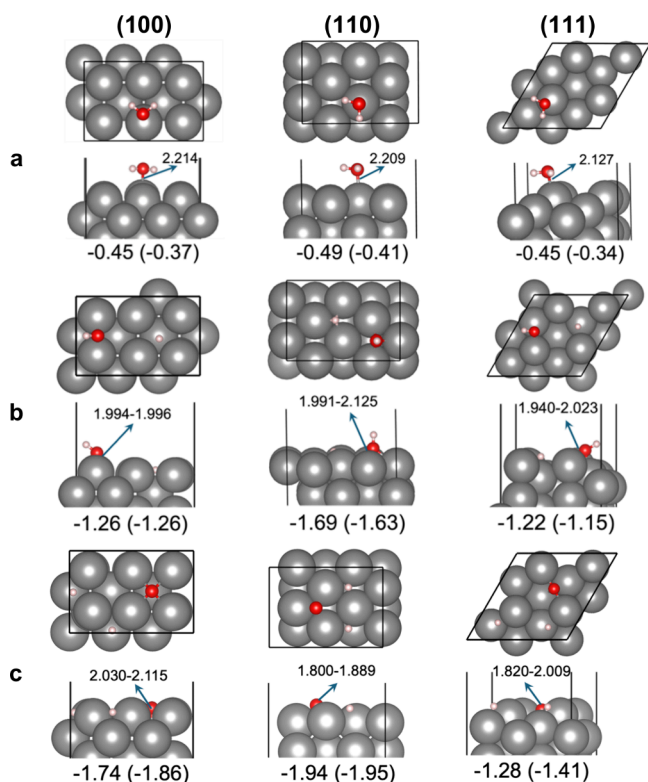 (100) (110) (111)
a
2.214 2.209 2.127
-0.45 (-0.37) -0.49 (-0.41) -0.45 (-0.34)
b
1.994-1.996 1.991-2.125 1.940-2.023
-1.26 (-1.26) -1.69 (-1.63) -1.22 (-1.15)
c
2.030-2.115 1.800-1.889 1.820-2.009
-1.74 (-1.86) -1.94 (-1.95) -1.28 (-1.41)